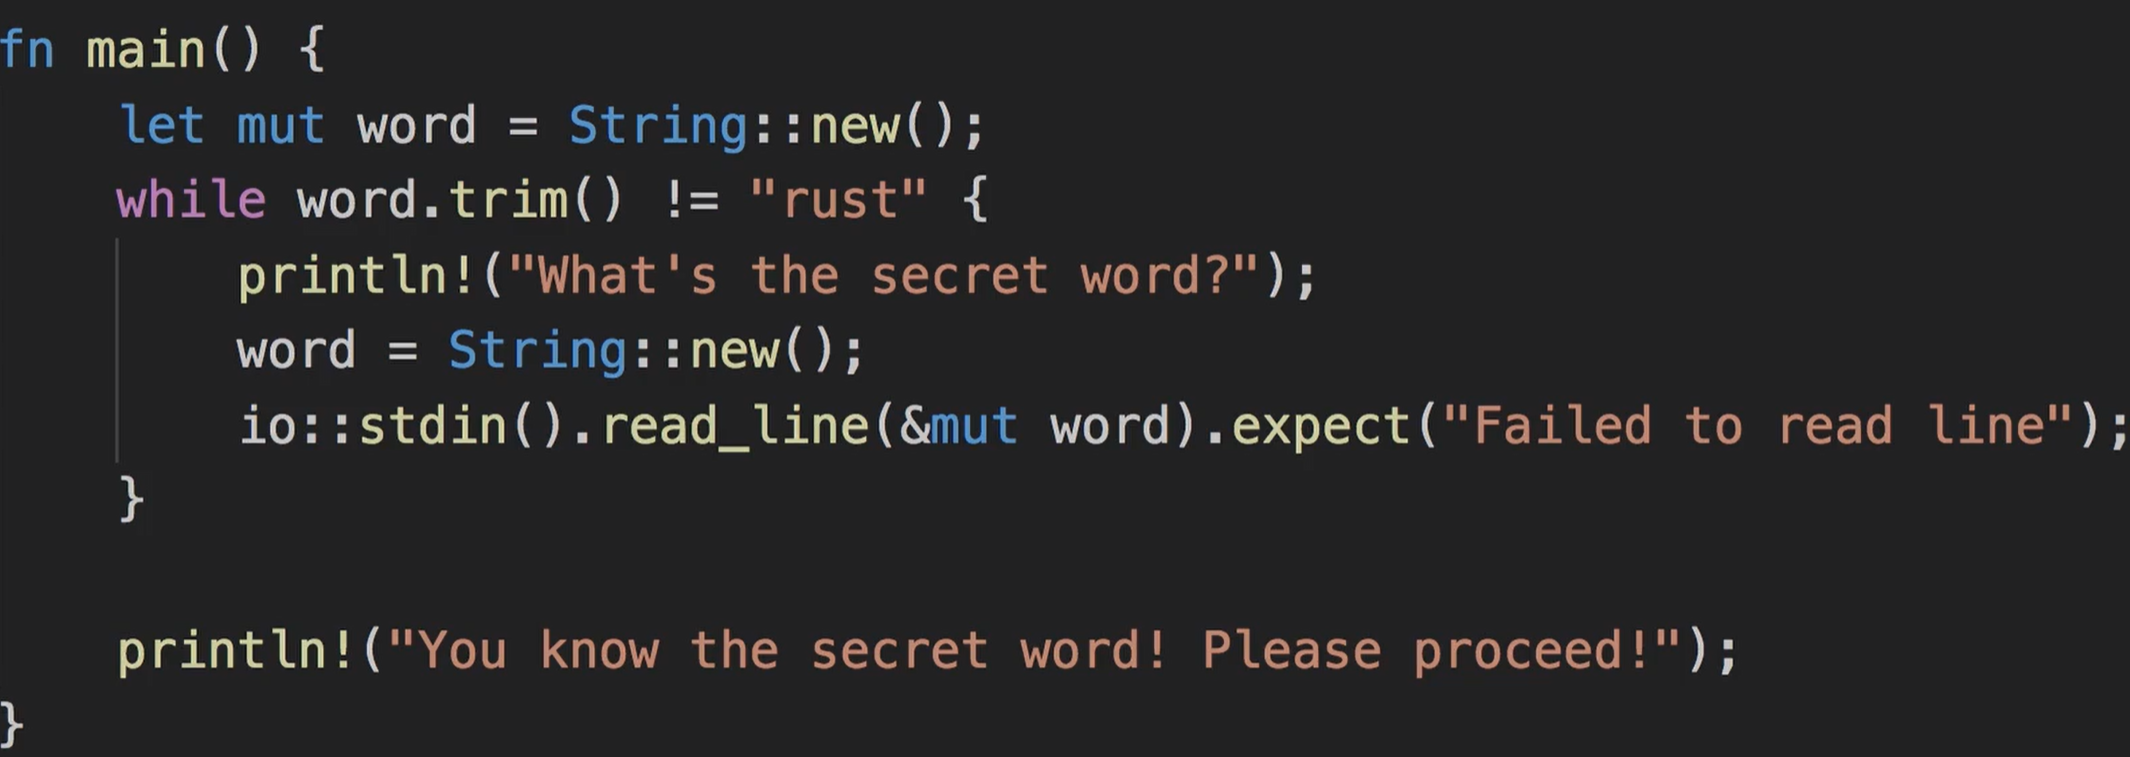 fn main() {
    let mut word = String::new();
    while word.trim() != "rust" {
        println!("What's the secret word?");
        word = String::new();
        io::stdin().read_line(&mut word).expect("Failed to read line");
    }

    println!("You know the secret word! Please proceed!");
}